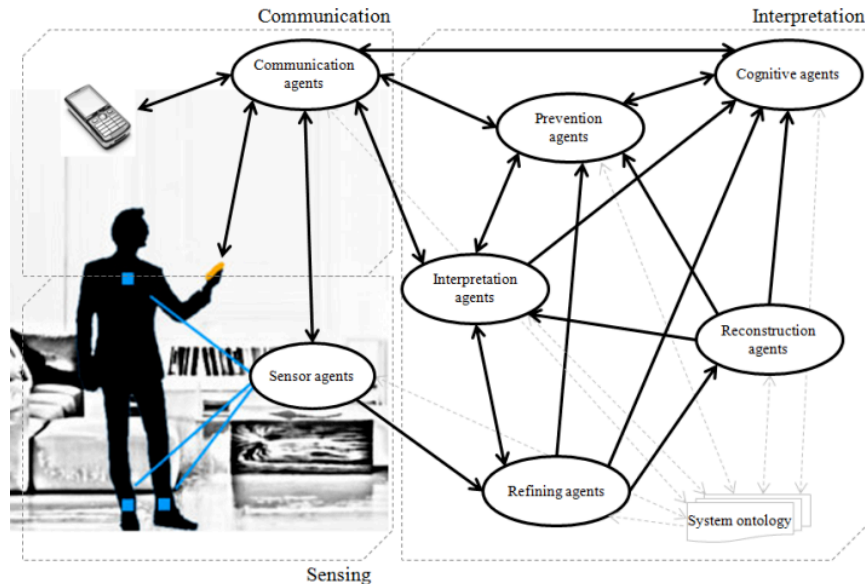 Communication
Interpretation
Communication
agents
Cognitive agents
Prevention
agents
Interpretation
agents
Reconstruction
agents
Sensor agents
Refining agents
System ontology
Sensing